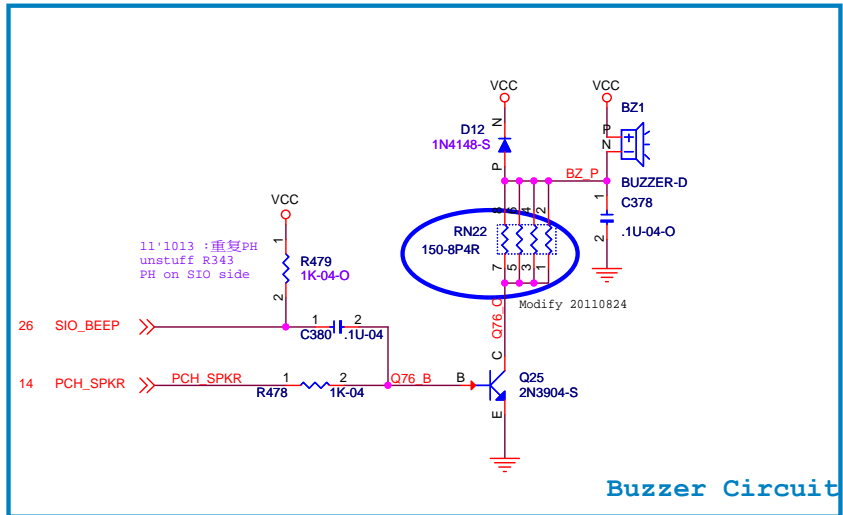 VCC
VCC
BZ1
D12
1N4148-S
N
P
P
N
BZ_P
BUZZER-D
C378
1
2
.1U-04-O
VCC
11'1013 :重复PH
unstuff R343
PH on SIO side
1
R479
1K-04-O
2
RN22
150-8P4R
8
6
4
2
7
5
3
1
Modify 20110824
Q76_C
26 SIO_BEEP
1
2
C380
.1U-04
14 PCH_SPKR
PCH_SPKR
1
2
R478
1K-04
Q76_B
B
C
E
Q25
2N3904-S
Buzzer Circuit